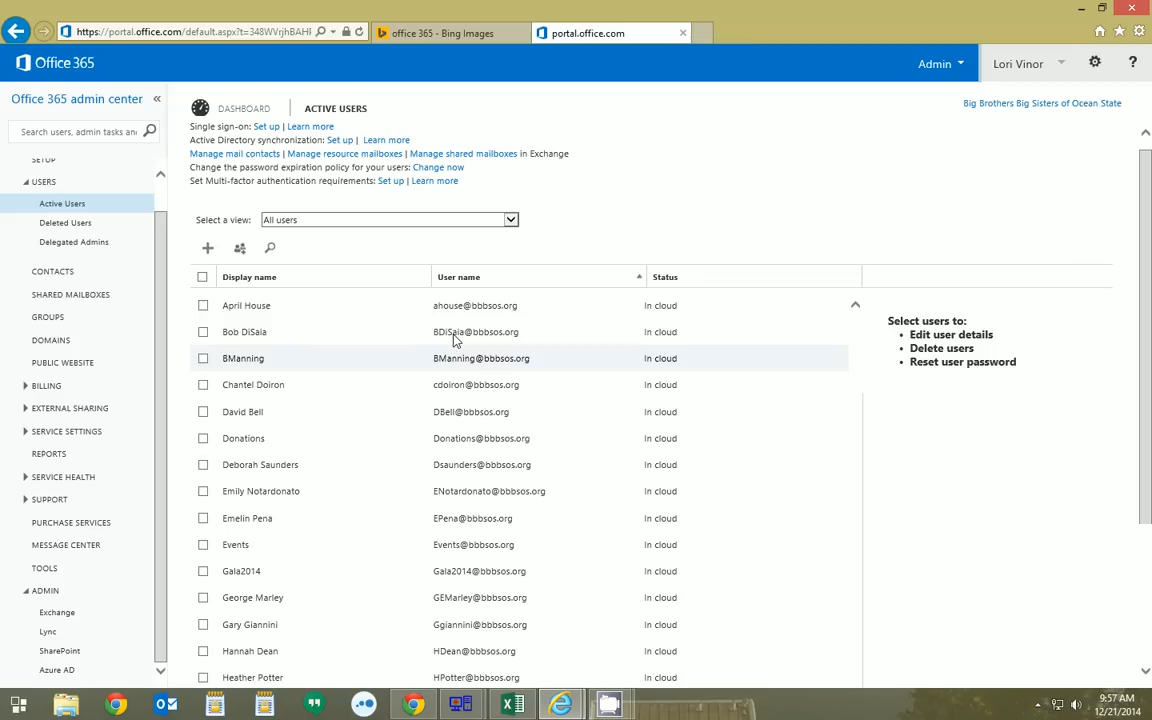 https://portal.office.com/default.aspx?t=348WVrjhBAHF
office 365 - Bing Images
portal.office.com
Office 365
Admin
Lori Vinor
?
Office 365 admin center «
DASHBOARD
ACTIVE USERS
Big Brothers Big Sisters of Ocean State
Search users, admin tasks and
Single sign-on: Set up | Learn more
Active Directory synchronization: Set up | Learn more
Manage mail contacts | Manage resource mailboxes | Manage shared mailboxes in Exchange
Change the password expiration policy for your users: Change now
Set Multi-factor authentication requirements: Set up | Learn more
SETUP
USERS
Active Users
Deleted Users
Delegated Admins
CONTACTS
SHARED MAILBOXES
GROUPS
DOMAINS
PUBLIC WEBSITE
BILLING
EXTERNAL SHARING
SERVICE SETTINGS
REPORTS
SERVICE HEALTH
SUPPORT
PURCHASE SERVICES
MESSAGE CENTER
TOOLS
ADMIN
Exchange
Lync
SharePoint
Azure AD
Select a view: All users
Display name User name Status
April House ahouse@bbbsos.org In cloud
Bob DiSaia BDiSaia@bbbsos.org In cloud
BManning BManning@bbbsos.org In cloud
Chantel Doiron cdoiron@bbbsos.org In cloud
David Bell DBell@bbbsos.org In cloud
Donations Donations@bbbsos.org In cloud
Deborah Saunders Dsaunders@bbbsos.org In cloud
Emily Notardonato ENotardonato@bbbsos.org In cloud
Emelin Pena EPena@bbbsos.org In cloud
Events Events@bbbsos.org In cloud
Gala2014 Gala2014@bbbsos.org In cloud
George Marley GEMarley@bbbsos.org In cloud
Gary Giannini Ggiannini@bbbsos.org In cloud
Hannah Dean HDean@bbbsos.org In cloud
Heather Potter HPotter@bbbsos.org In cloud
Select users to:
• Edit user details
• Delete users
• Reset user password
9:57 AM
12/21/2014